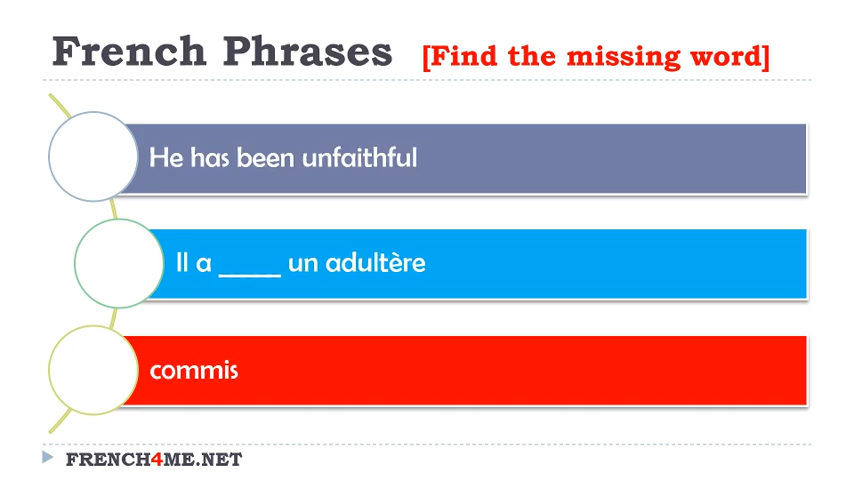 French Phrases [Find the missing word]
He has been unfaithful
Il a _____ un adultère
commis
FRENCH4ME.NET